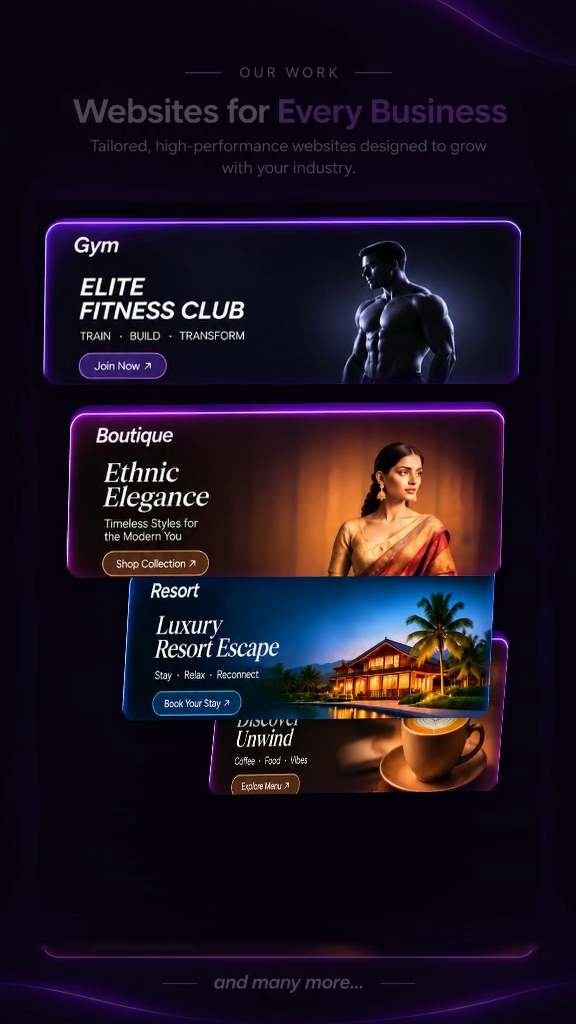 OUR WORK
Websites for Every Business
Tailored, high-performance websites designed to grow
with your industry.
Gym
ELITE
FITNESS CLUB
TRAIN · BUILD · TRANSFORM
Join Now ↗
Boutique
Ethnic
Elegance
Timeless Styles for
the Modern You
Shop Collection ↗
Resort
Luxury
Resort Escape
Stay · Relax · Reconnect
Book Your Stay ↗
Discover
Unwind
Coffee · Food · Vibes
Explore Menu ↗
and many more...